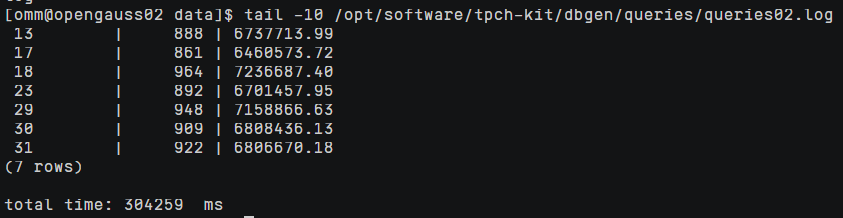 [omm@opengauss02 data]$ tail -10 /opt/software/tpch-kit/dbgen/queries/queries02.log
 13         |     888 | 6737713.99
 17         |     861 | 6460573.72
 18         |     964 | 7236687.40
 23         |     892 | 6701457.95
 29         |     948 | 7158866.63
 30         |     909 | 6808436.13
 31         |     922 | 6806670.18
(7 rows)

total time: 304259  ms